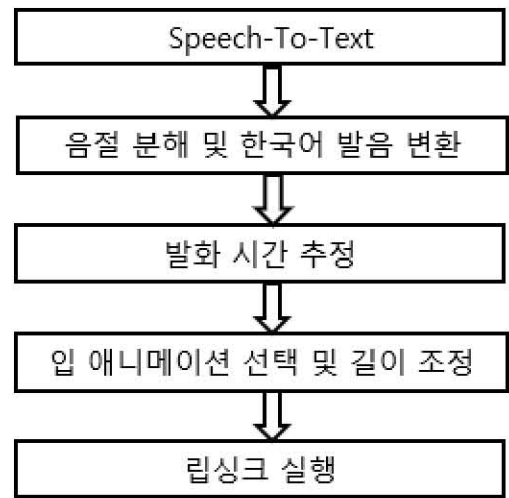 Speech-To-Text
음절 분해 및 한국어 발음 변환
발화 시간 추정
입 애니메이션 선택 및 길이 조정
립싱크 실행